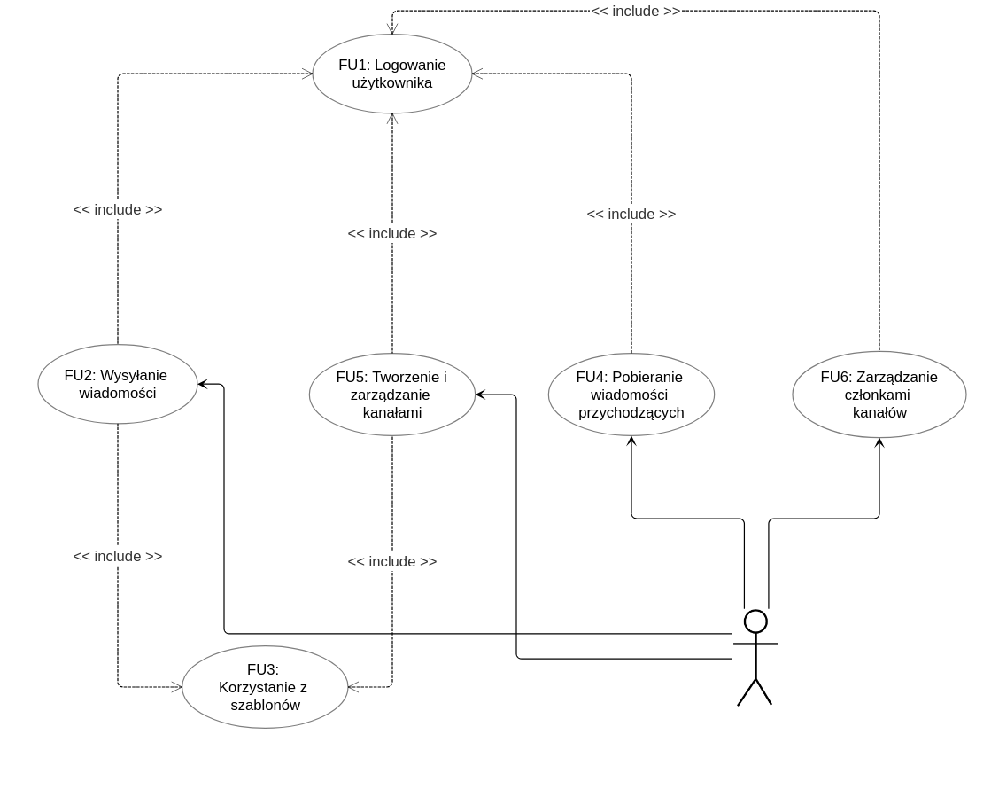 << include >>
FU1: Logowanie
użytkownika
<< include >>
<< include >>
<< include >>
FU2: Wysyłanie
wiadomości
FU5: Tworzenie i
zarządzanie
kanałami
FU4: Pobieranie
wiadomości
przychodzących
FU6: Zarządzanie
członkami
kanałów
<< include >>
<< include >>
FU3:
Korzystanie z
szablonów